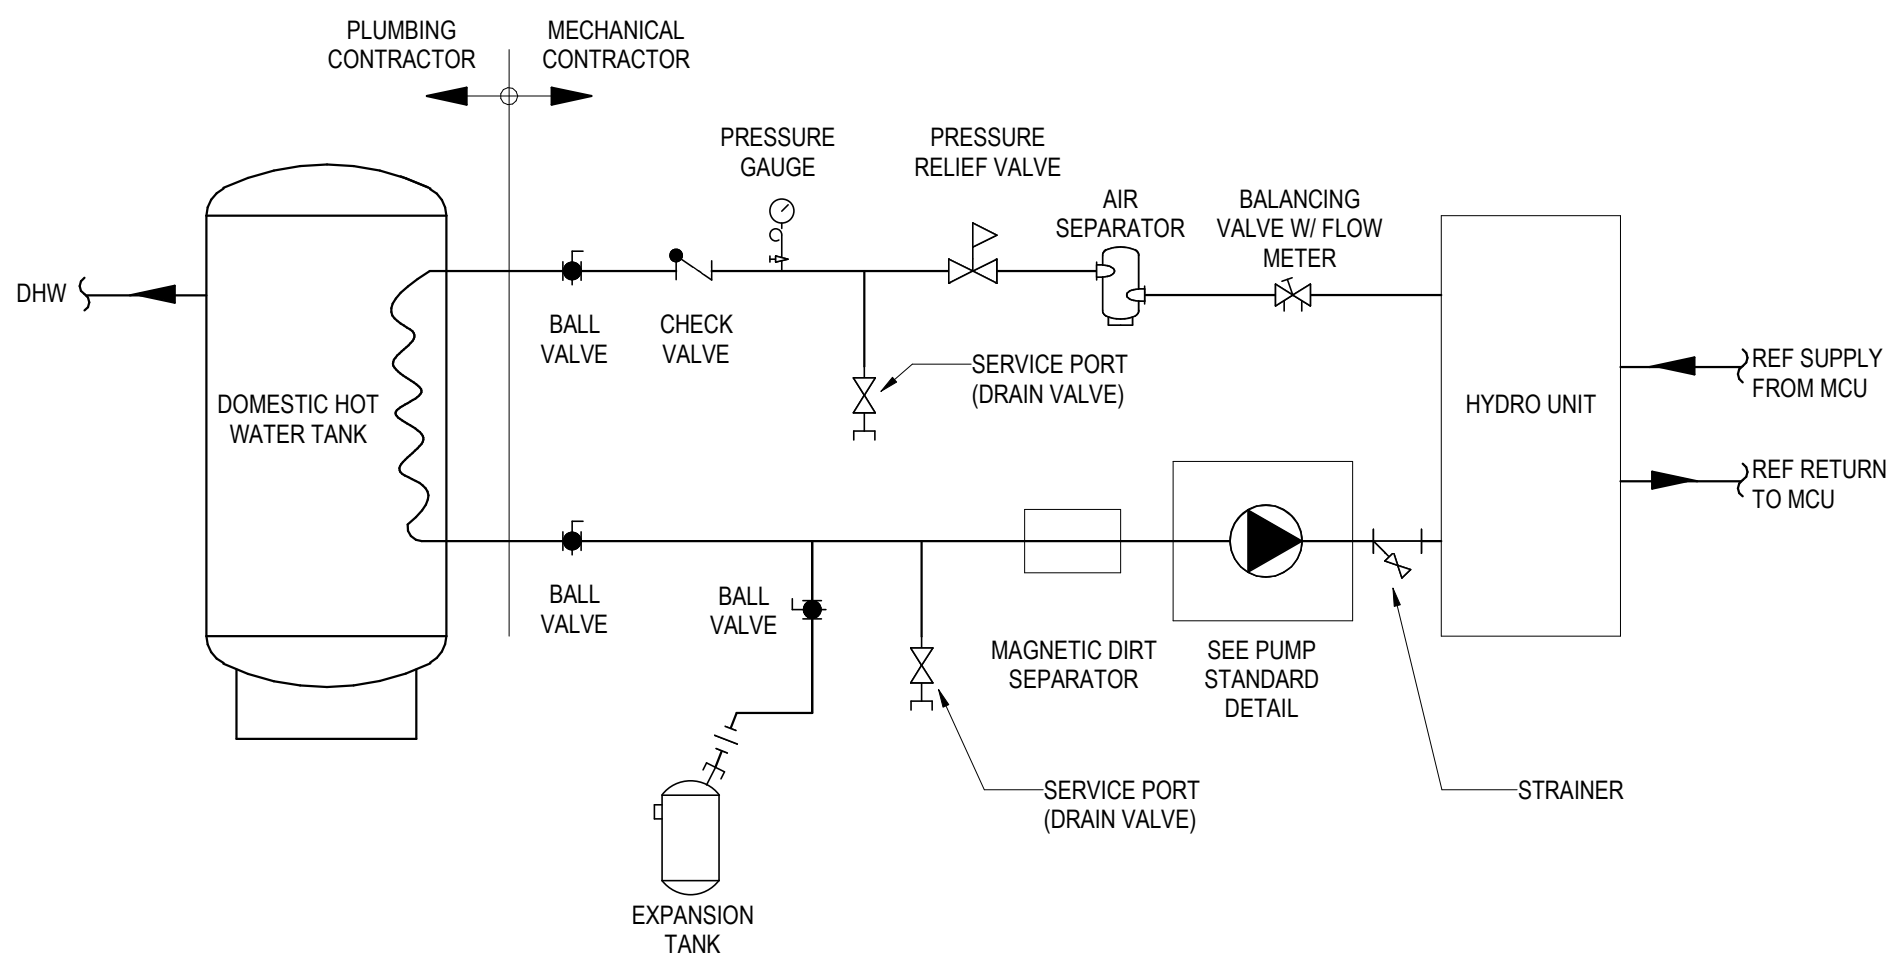 PLUMBING
CONTRACTOR
MECHANICAL
CONTRACTOR
PRESSURE
GAUGE
PRESSURE
RELIEF VALVE
AIR
SEPARATOR
BALANCING
VALVE W/ FLOW
METER
DHW
BALL
VALVE
CHECK
VALVE
SERVICE PORT
(DRAIN VALVE)
REF SUPPLY
FROM MCU
DOMESTIC HOT
WATER TANK
HYDRO UNIT
REF RETURN
TO MCU
BALL
VALVE
BALL
VALVE
MAGNETIC DIRT
SEPARATOR
SEE PUMP
STANDARD
DETAIL
SERVICE PORT
(DRAIN VALVE)
STRAINER
EXPANSION
TANK